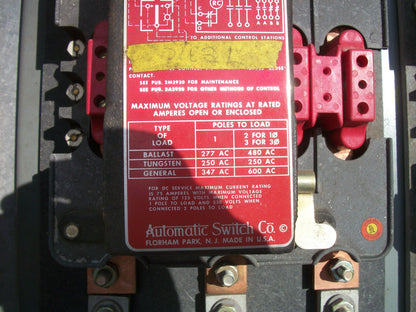 RC
A A B B
A A B B
TO ADDITIONAL CONTROL STATIONS
CONTACT.
SEE PUB. 2M3920 FOR MAINTENANCE
SEE PUB. 2A3920 FOR OTHER METHODS OF CONTROL
MAXIMUM VOLTAGE RATINGS AT RATED
AMPERES OPEN OR ENCLOSED
TYPE OF LOAD
POLES TO LOAD
1
2 FOR 1Ø
3 FOR 3Ø
BALLAST 277 AC 480 AC
TUNGSTEN 250 AC 250 AC
GENERAL 347 AC 600 AC
FOR DC SERVICE MAXIMUM CURRENT RATING
IS 75 AMPERES WITH MAXIMUM VOLTAGE
RATING OF 125 VOLTS WHEN CONNECTED
1 POLE TO LOAD AND 250 VOLTS WHEN
CONNECTED 2 POLES TO LOAD
Automatic Switch Co. ©
FLORHAM PARK, N. J. MADE IN U.S.A.